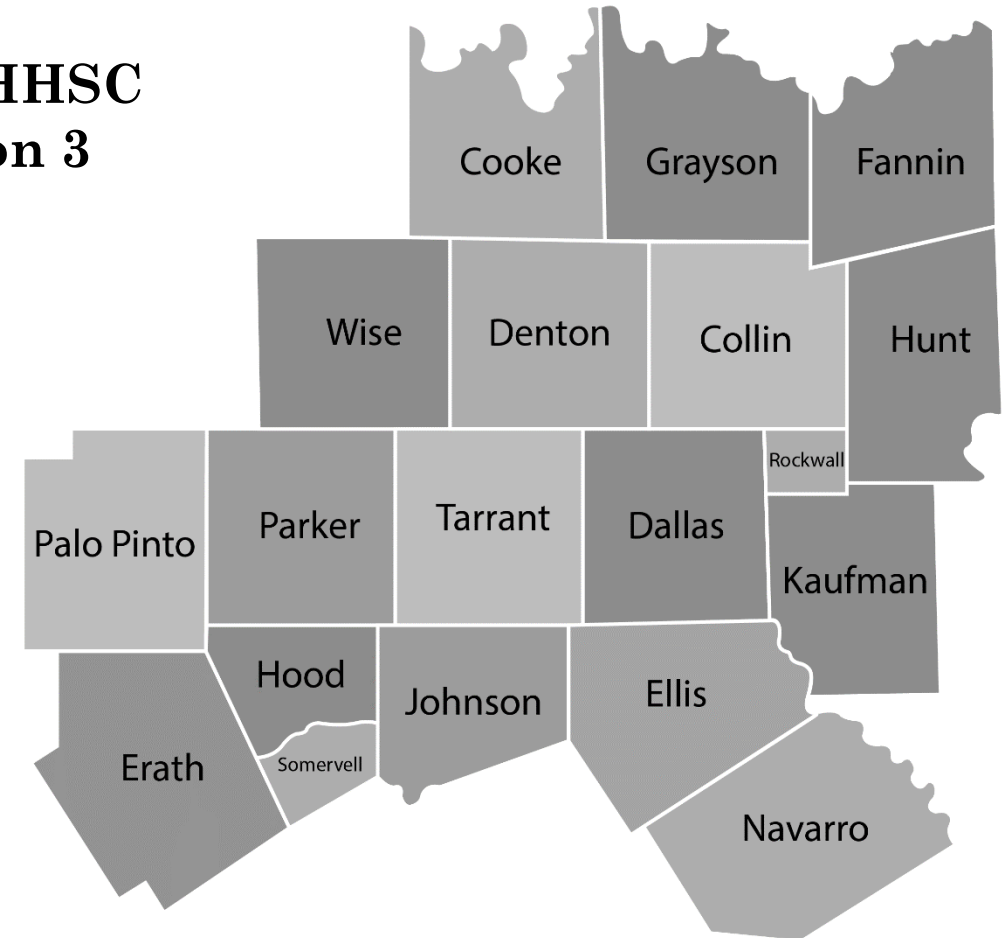 HHSC
on 3
Cooke
Grayson
Fannin
Wise
Denton
Collin
Hunt
Rockwall
Palo Pinto
Parker
Tarrant
Dallas
Kaufman
Hood
Johnson
Ellis
Erath
Somervell
Navarro